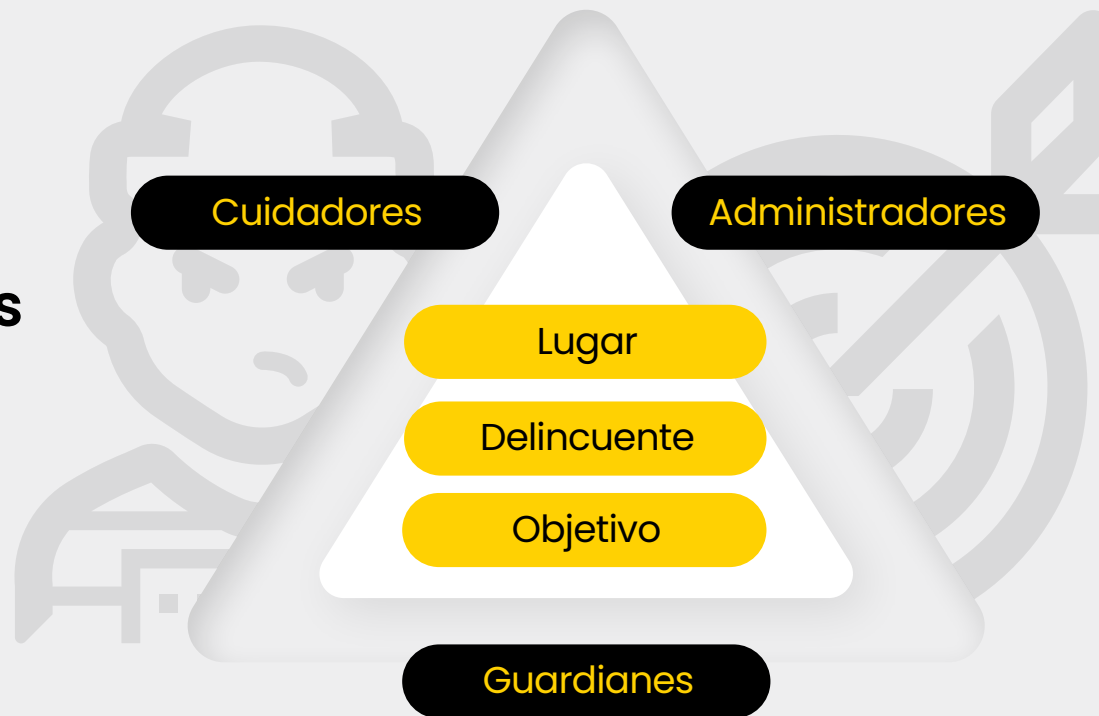 Cuidadores
Administradores
s
Lugar
Delincuente
Objetivo
Guardianes